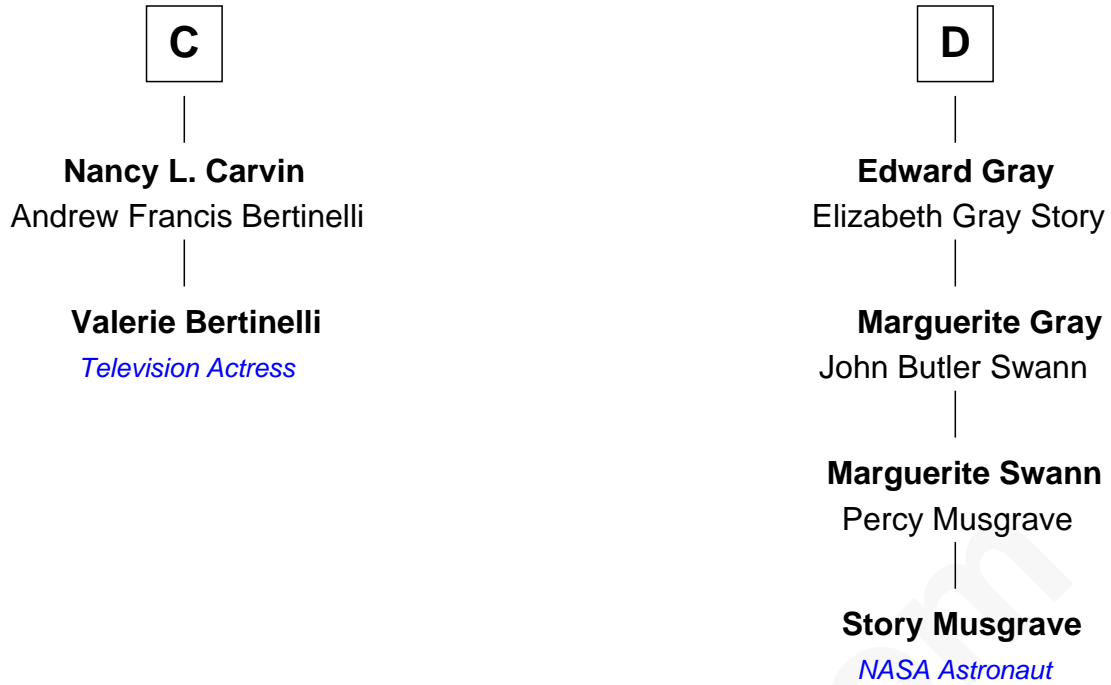 C
Nancy L. Carvin
Andrew Francis Bertinelli
Valerie Bertinelli
Television Actress
D
Edward Gray
Elizabeth Gray Story
Marguerite Gray
John Butler Swann
Marguerite Swann
Percy Musgrave
Story Musgrave
NASA Astronaut